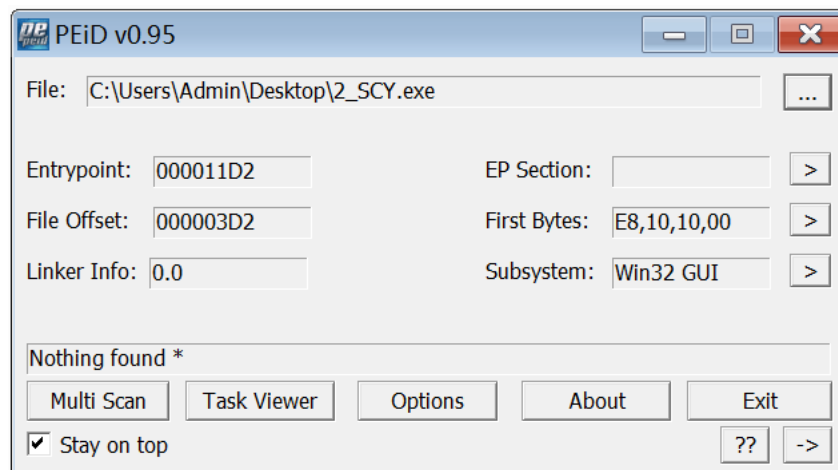 PEiD v0.95
File: C:\Users\Admin\Desktop\2_SCY.exe ...
Entrypoint: 000011D2 EP Section: >
File Offset: 000003D2 First Bytes: E8,10,10,00 >
Linker Info: 0.0 Subsystem: Win32 GUI >
Nothing found *
Multi Scan Task Viewer Options About Exit
Stay on top ?? ->